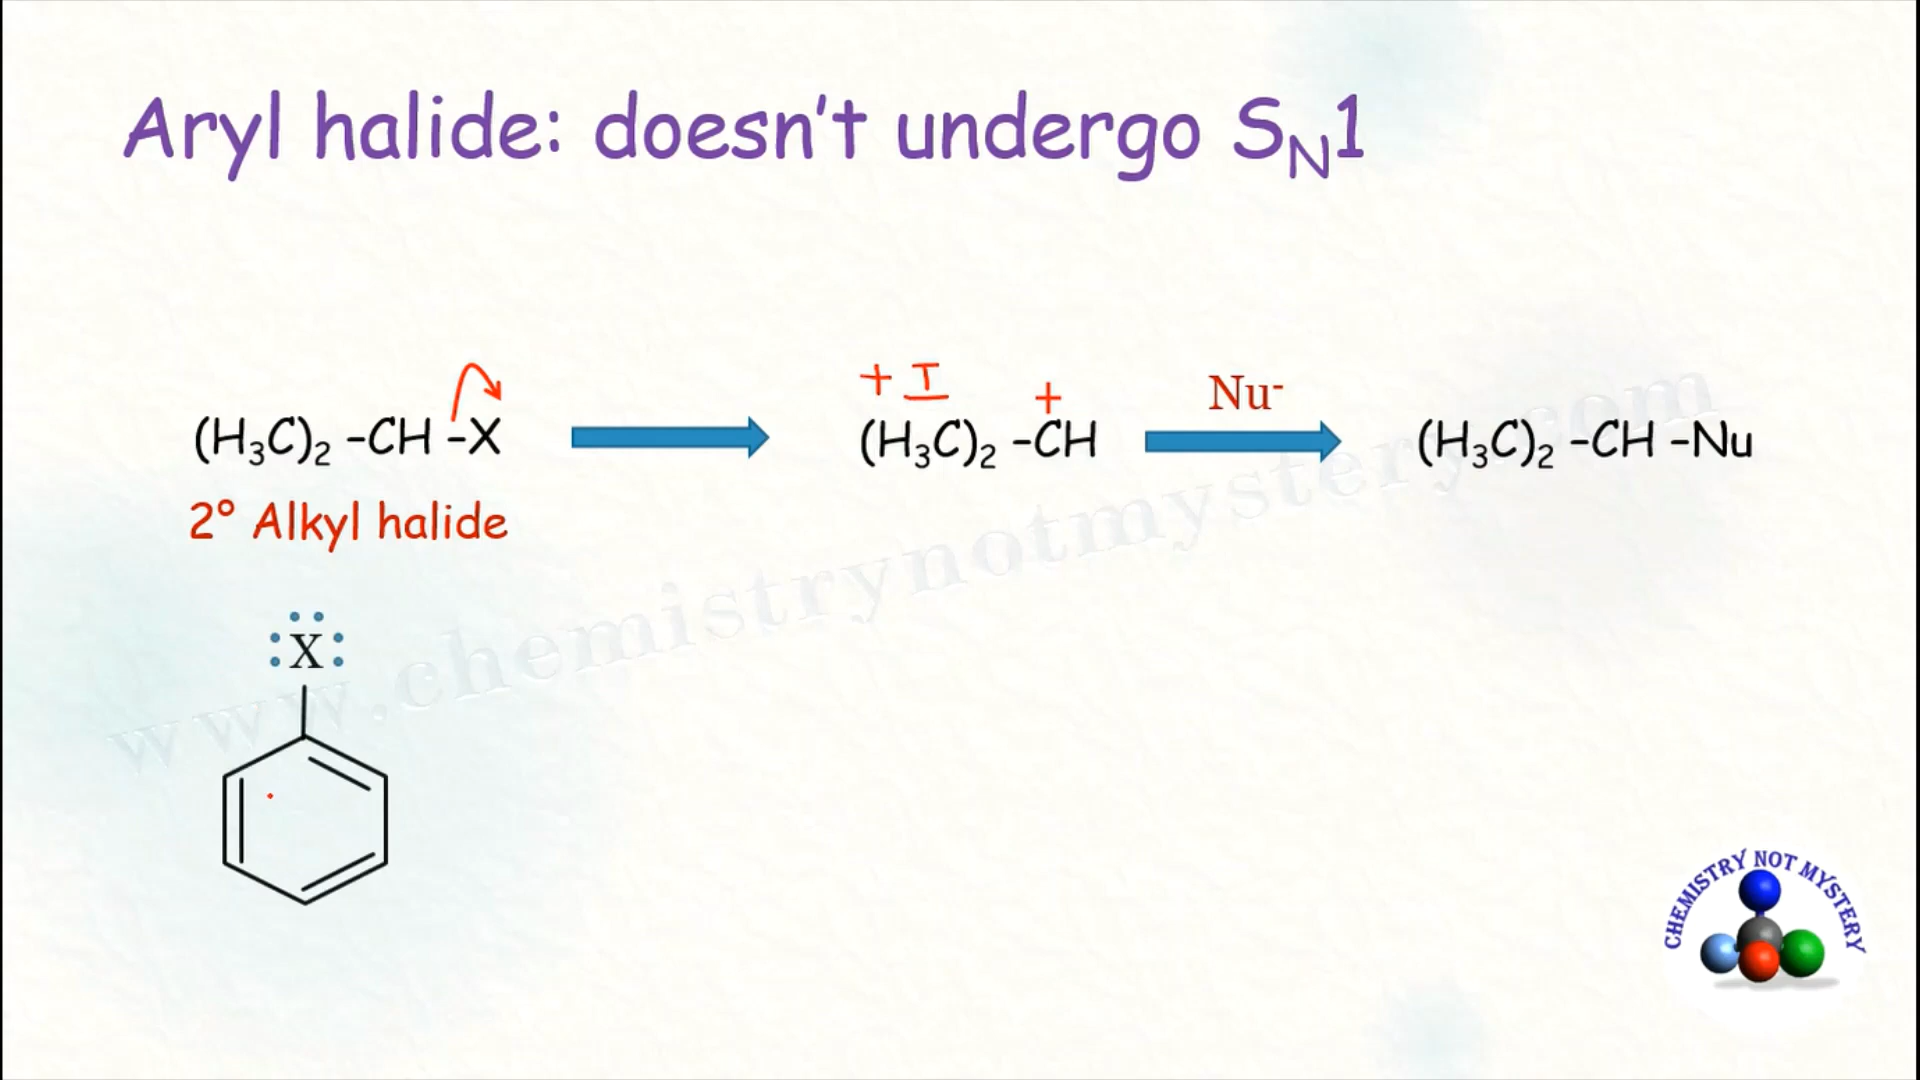 Aryl halide: doesn't undergo SN1
+ I
+
Nu-
(H3C)2 -CH -X
(H3C)2 -CH
(H3C)2 -CH -Nu
2° Alkyl halide
www.chemistrynotmystery.com
X
CHEMISTRY NOT MYSTERY